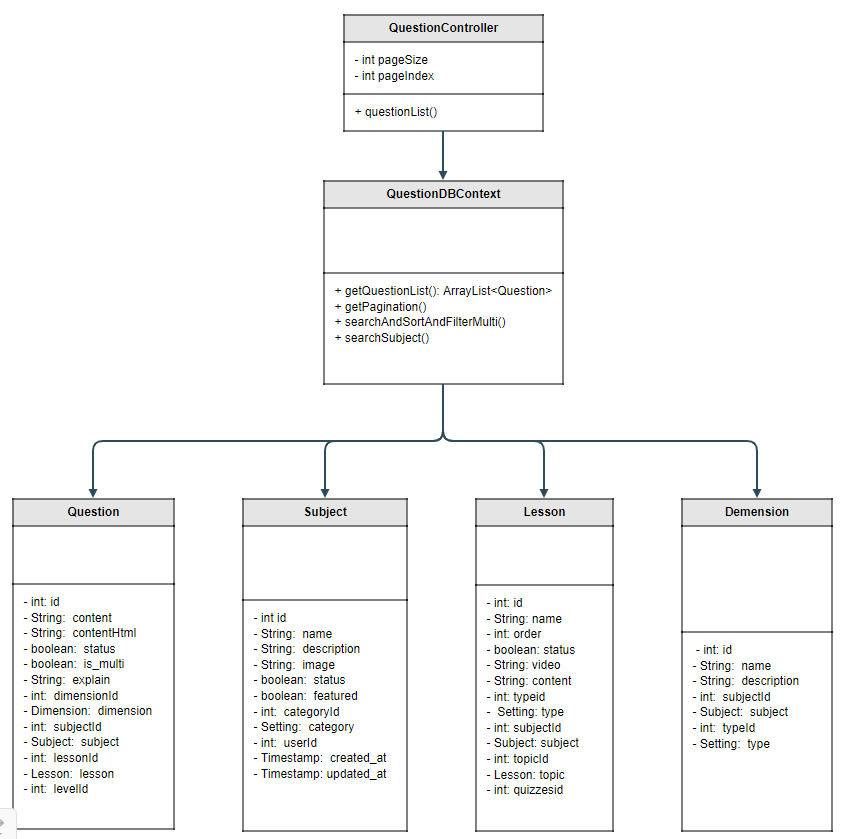 QuestionController
- int pageSize
- int pageIndex
+ questionList()
QuestionDBContext
+ getQuestionList(): ArrayList<Question>
+ getPagination()
+ searchAndSortAndFilterMulti()
+ searchSubject()
Question
- int: id
- String: content
- String: contentHtml
- boolean: status
- boolean: is_multi
- String: explain
- int: dimensionId
- Dimension: dimension
- int: subjectId
- Subject: subject
- int: lessonId
- Lesson: lesson
- int: levelId
Subject
- int id
- String: name
- String: description
- String: image
- boolean: status
- boolean: featured
- int: categoryId
- Setting: category
- int: userId
- Timestamp: created_at
- Timestamp: updated_at
Lesson
- int: id
- String: name
- int: order
- boolean: status
- String: video
- String: content
- int: typeid
- Setting: type
- int: subjectId
- Subject: subject
- int: topicId
- Lesson: topic
- int: quizzesid
Demension
- int: id
- String: name
- String: description
- int: subjectId
- Subject: subject
- int: typeId
- Setting: type